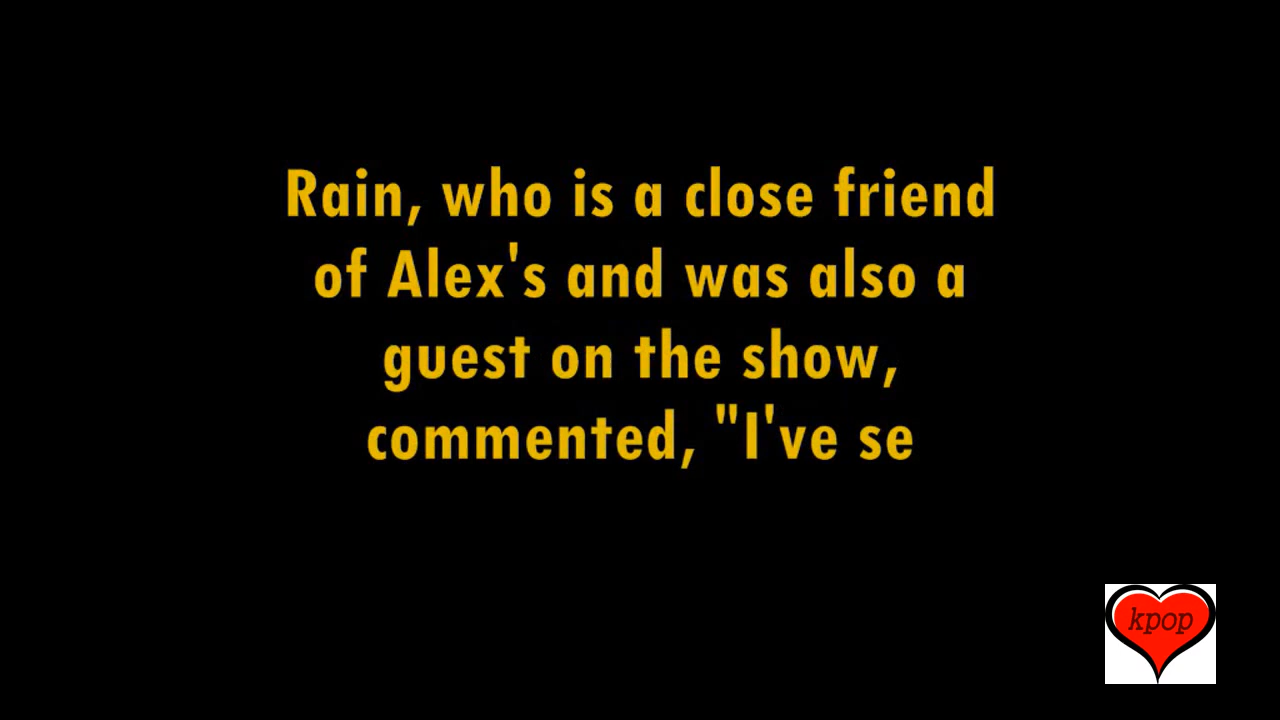 Rain, who is a close friend
of Alex's and was also a
guest on the show,
commented, "I've se
kpop